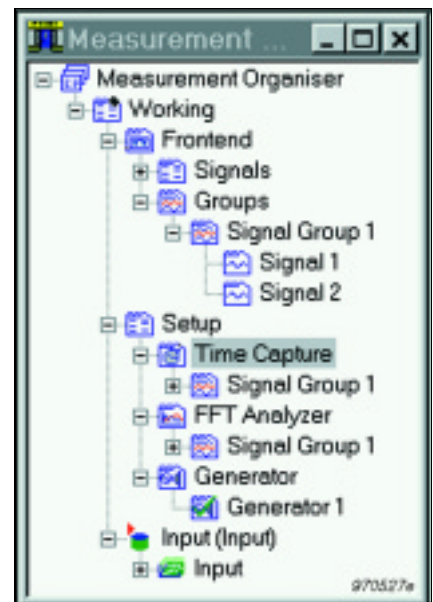 Measurement ...
Measurement Organiser
Working
Frontend
Signals
Groups
Signal Group 1
Signal 1
Signal 2
Setup
Time Capture
Signal Group 1
FFT Analyzer
Signal Group 1
Generator
Generator 1
Input (Input)
Input
970527e